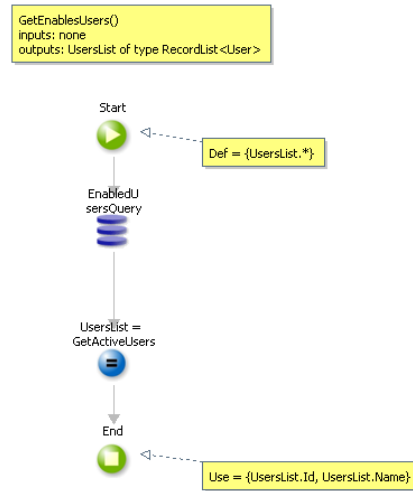 GetEnablesUsers()
inputs: none
outputs: UsersList of type RecordList<User>
Start
Def = {UsersList.*}
EnabledU
sersQuery
UsersList =
GetActiveUsers
=
End
Use = {UsersList.Id, UsersList.Name}